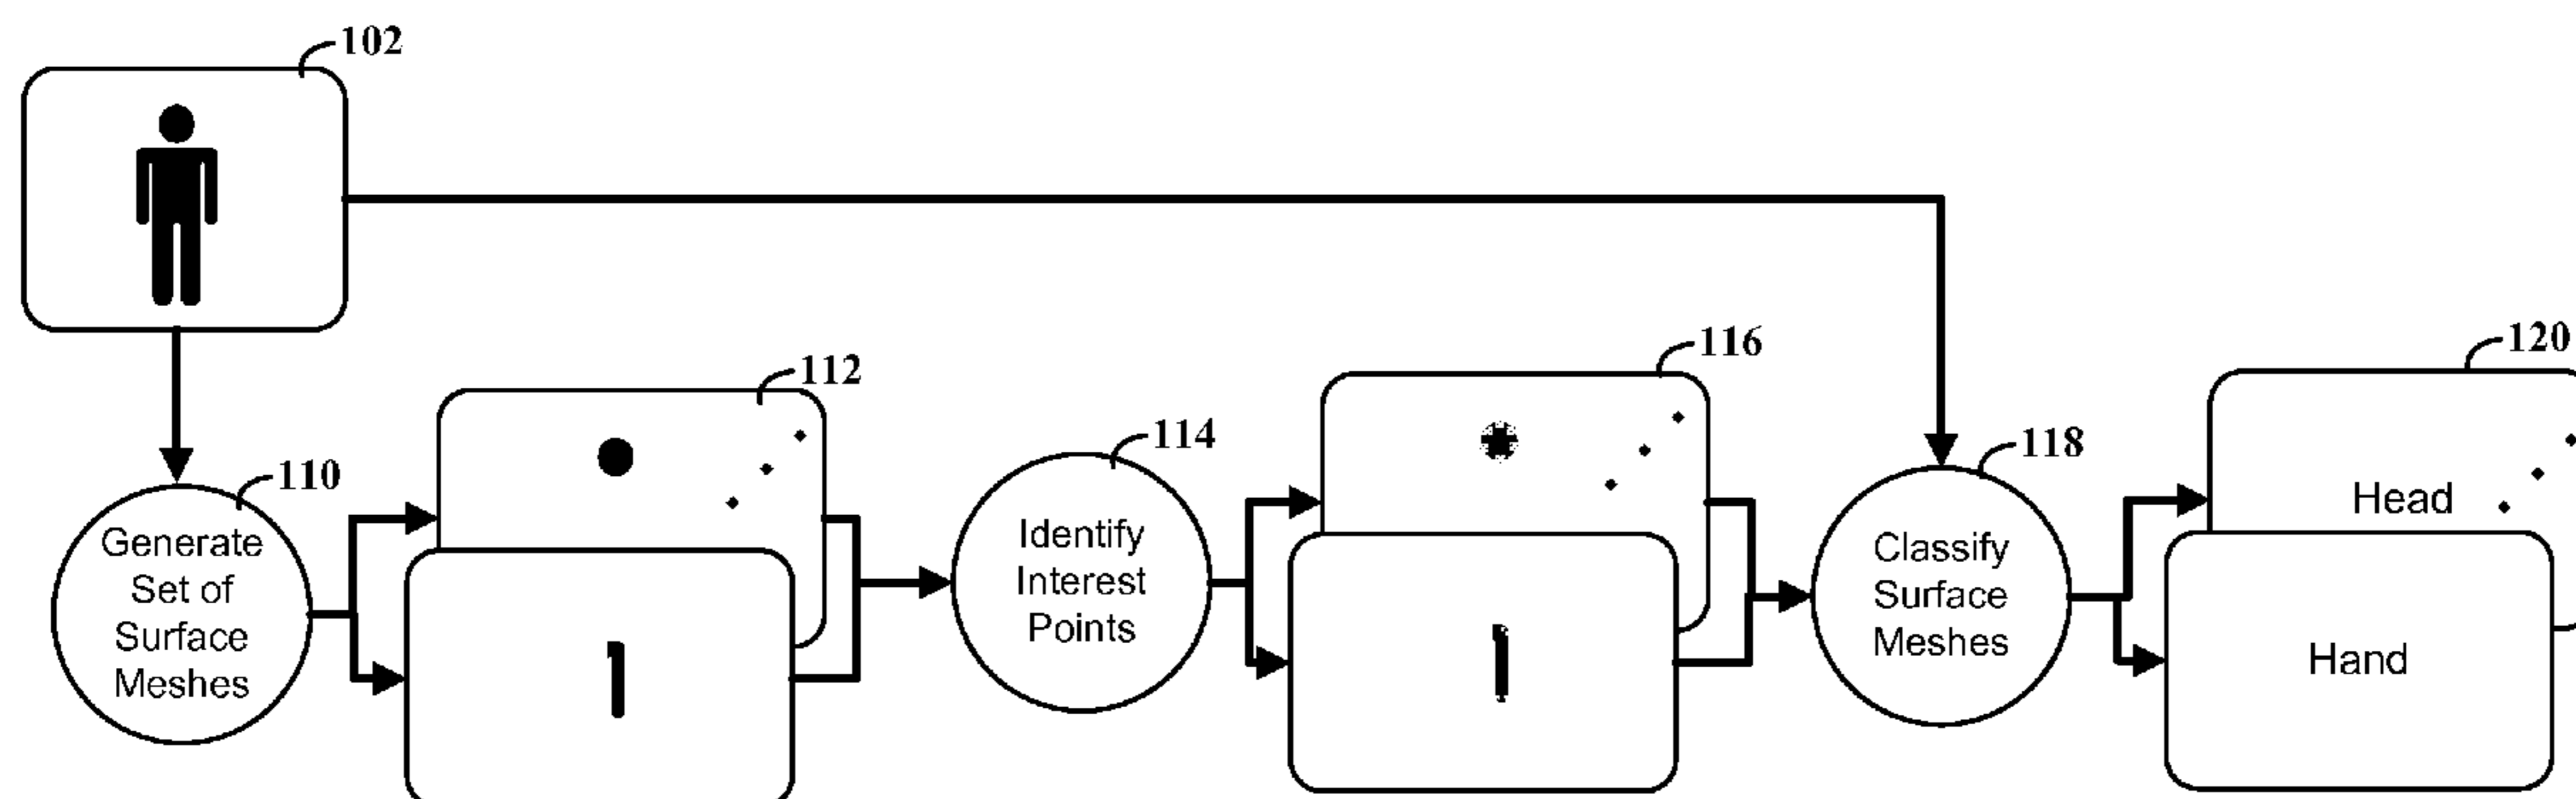 102
112
116
120
110
114
118
Generate
Set of
Surface
Meshes
Identify
Interest
Points
Classify
Surface
Meshes
Head
Hand